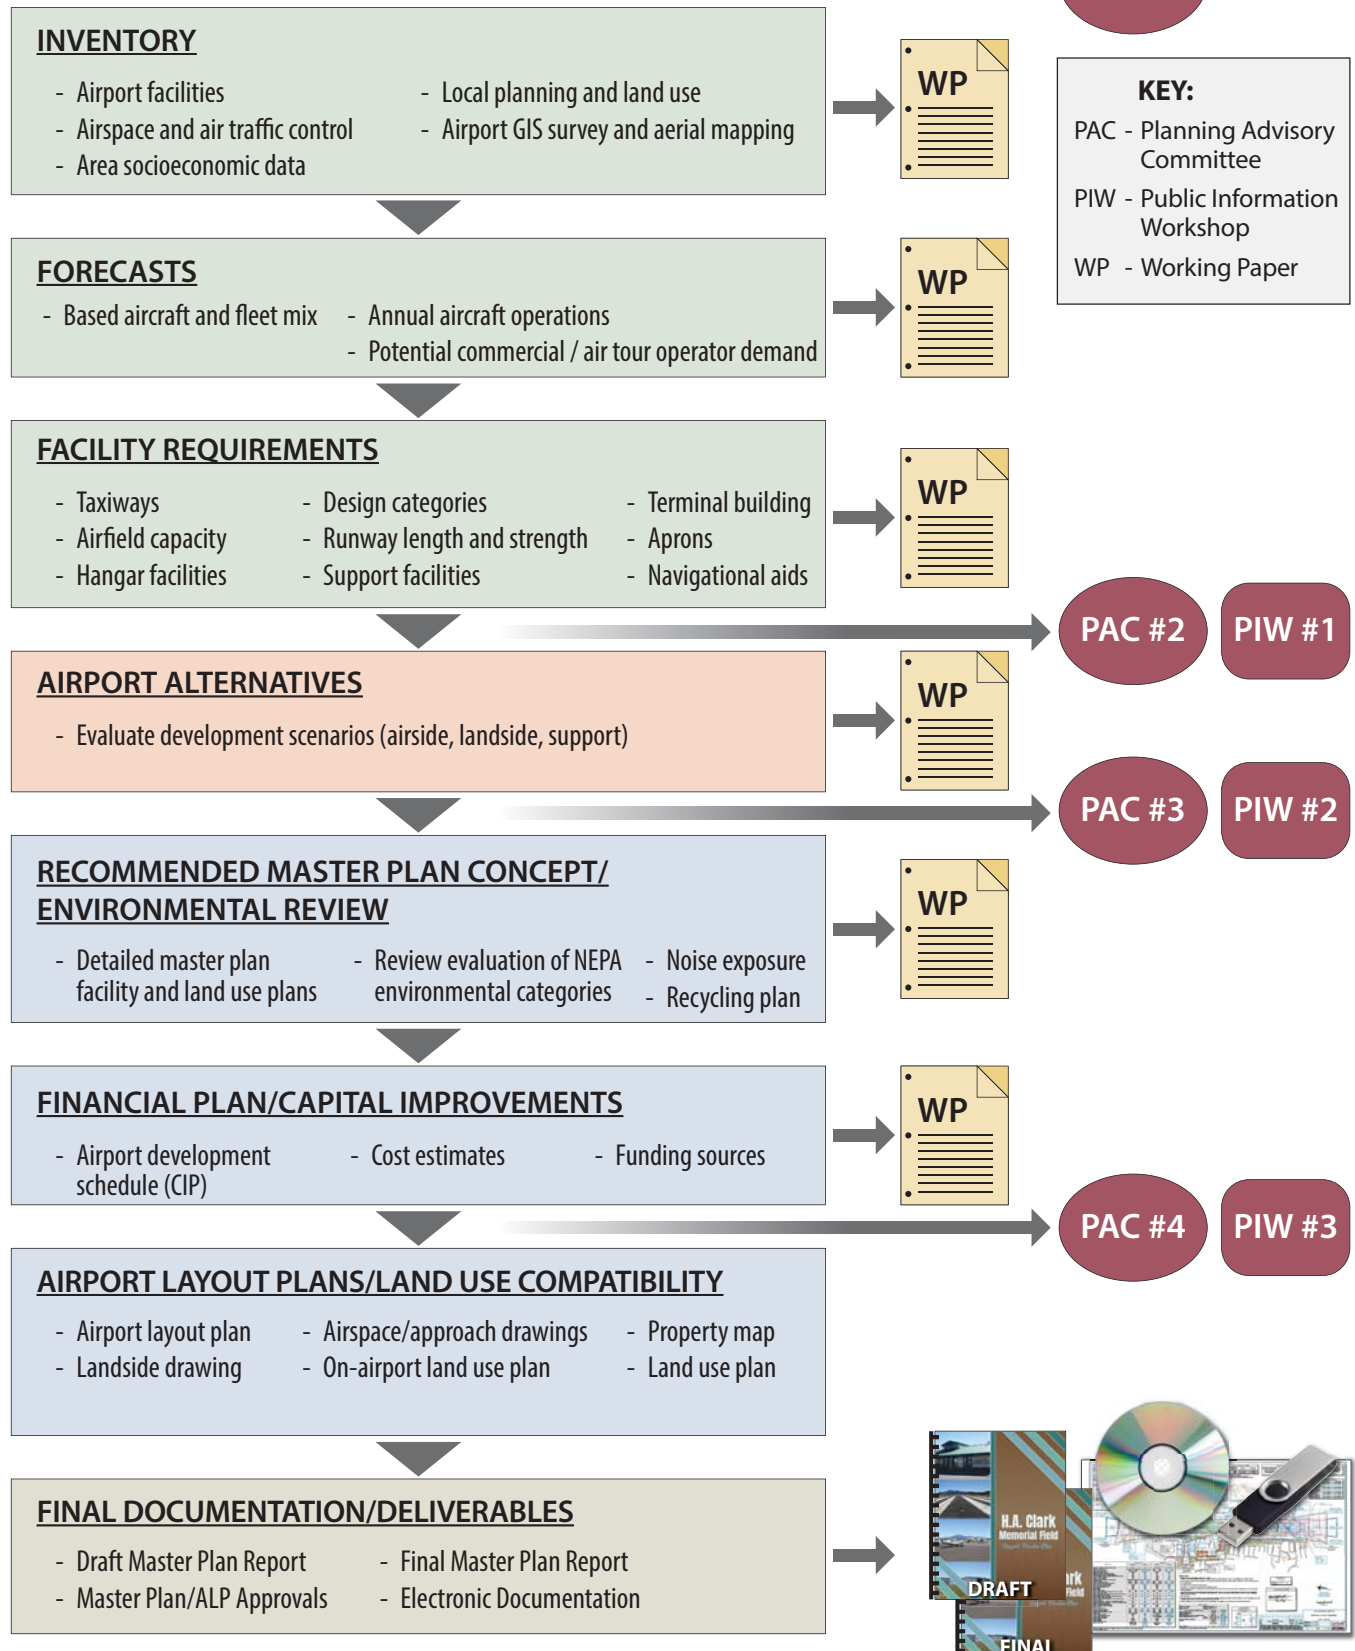 INVENTORY
- Airport facilities
- Airspace and air traffic control
- Area socioeconomic data
- Local planning and land use
- Airport GIS survey and aerial mapping
WP
KEY:
PAC - Planning Advisory
Committee
PIW - Public Information
Workshop
WP - Working Paper
FORECASTS
- Based aircraft and fleet mix
- Annual aircraft operations
- Potential commercial / air tour operator demand
WP
FACILITY REQUIREMENTS
- Taxiways
- Airfield capacity
- Hangar facilities
- Design categories
- Runway length and strength
- Support facilities
- Terminal building
- Aprons
- Navigational aids
WP
PAC #2
PIW #1
AIRPORT ALTERNATIVES
- Evaluate development scenarios (airside, landside, support)
WP
PAC #3
PIW #2
RECOMMENDED MASTER PLAN CONCEPT/
ENVIRONMENTAL REVIEW
- Detailed master plan
facility and land use plans
- Review evaluation of NEPA
environmental categories
- Noise exposure
- Recycling plan
WP
FINANCIAL PLAN/CAPITAL IMPROVEMENTS
- Airport development
schedule (CIP)
- Cost estimates
- Funding sources
WP
PAC #4
PIW #3
AIRPORT LAYOUT PLANS/LAND USE COMPATIBILITY
- Airport layout plan
- Landside drawing
- Airspace/approach drawings
- On-airport land use plan
- Property map
- Land use plan
FINAL DOCUMENTATION/DELIVERABLES
- Draft Master Plan Report
- Master Plan/ALP Approvals
- Final Master Plan Report
- Electronic Documentation
H.A. Clark
Memorial Field
Airport Master Plan
DRAFT
rk
Field
FINAL